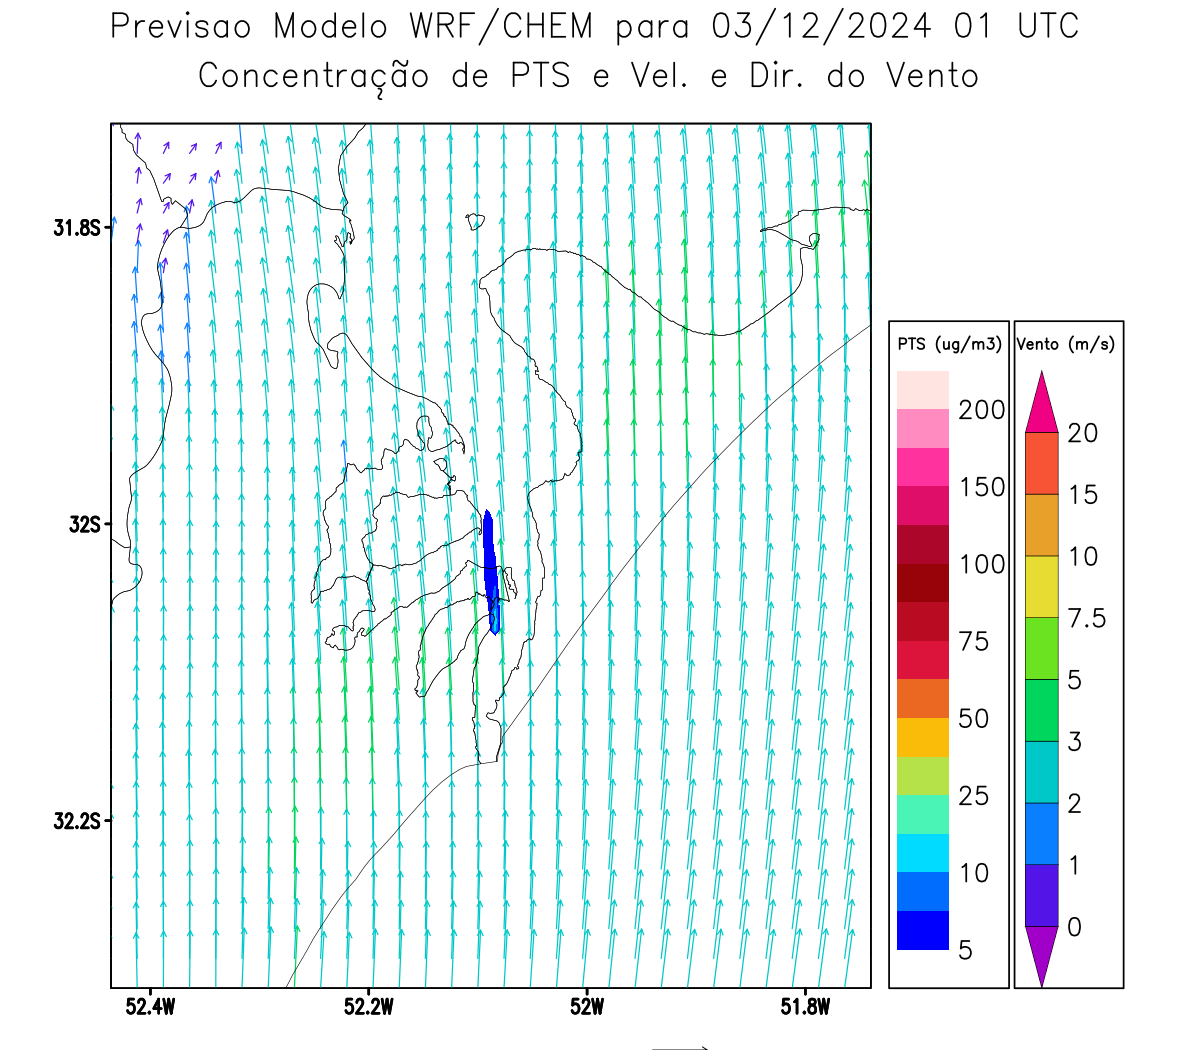 Previsao Modelo WRF/CHEM para 03/12/2024 01 UTC
Concentração de PTS e Vel. e Dir. do Vento
31.8S
32S
32.2S
52.4W
52.2W
52W
51.8W
PTS (ug/m3)
200
150
100
75
50
25
10
5
Vento (m/s)
20
15
10
7.5
5
3
2
1
0